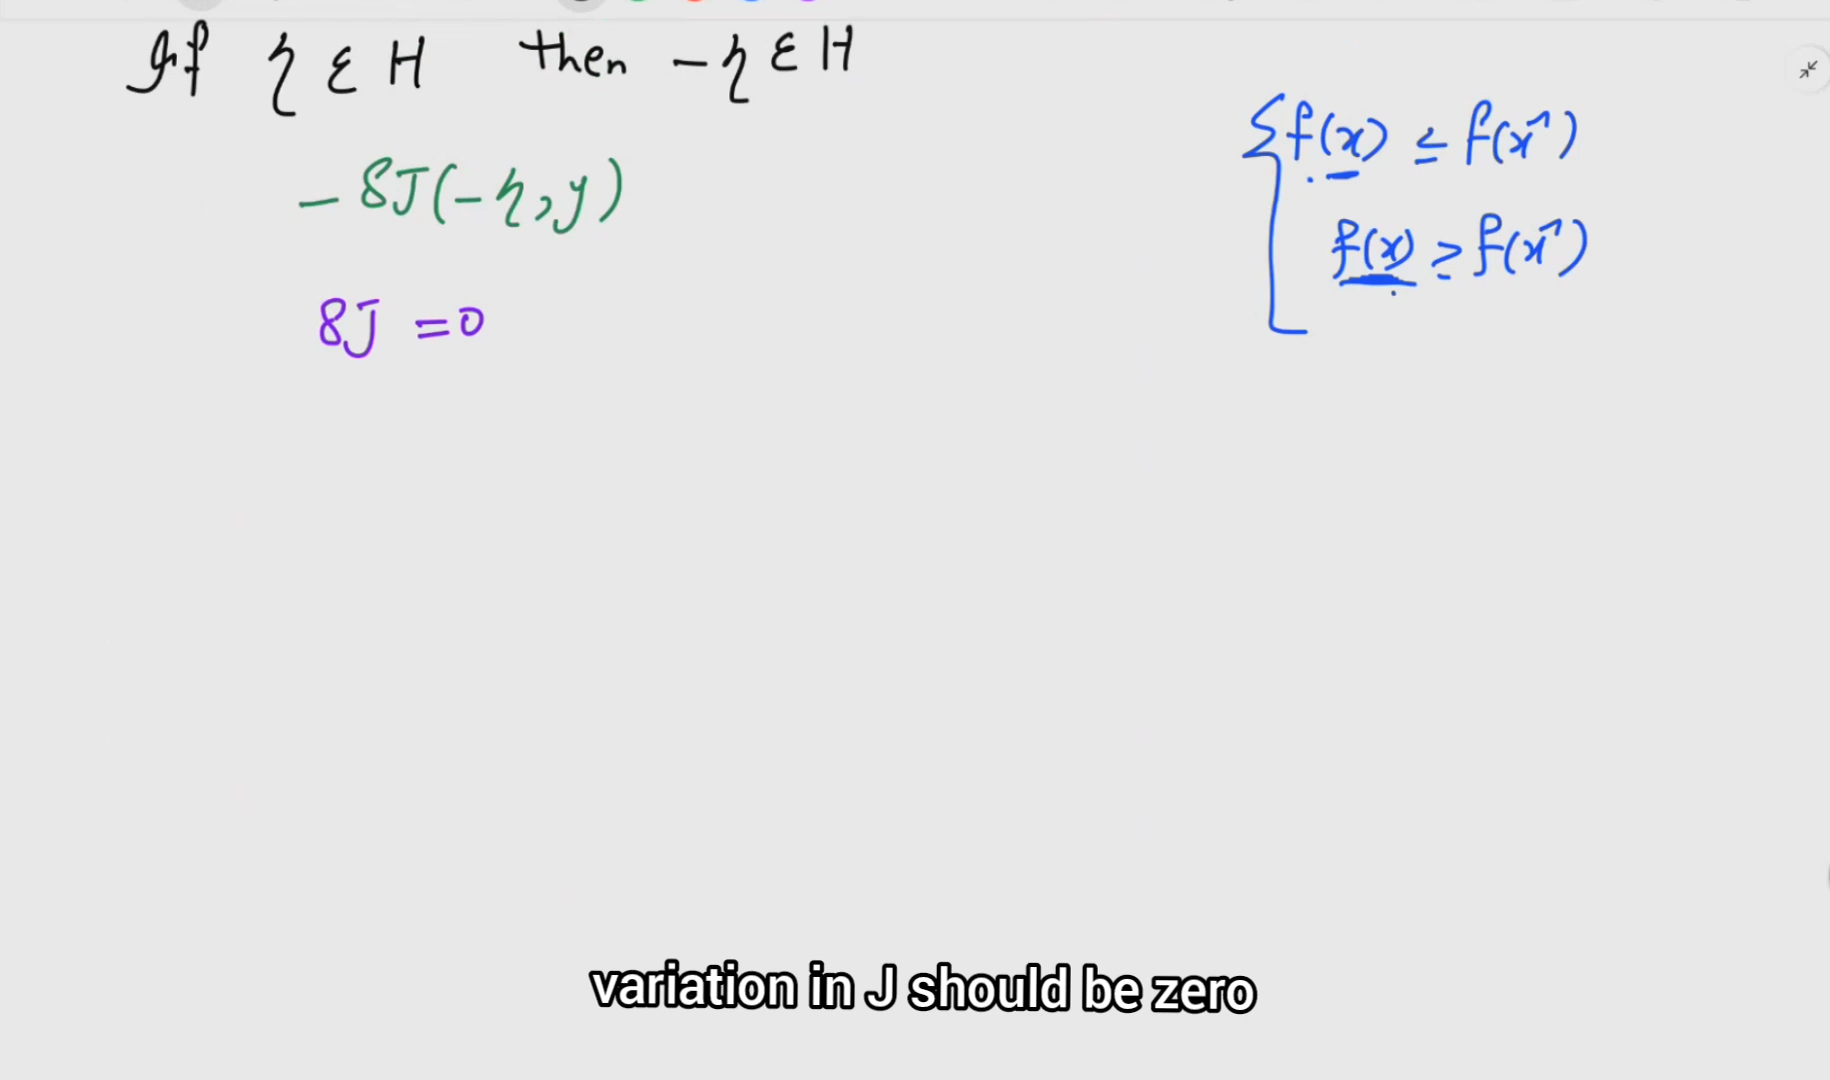 If η ε H then -η ε H
- δJ(-η, y)
δJ = 0
f(x) ≤ f(x̂)
f(x) ≥ f(x̂)
variation in J should be zero